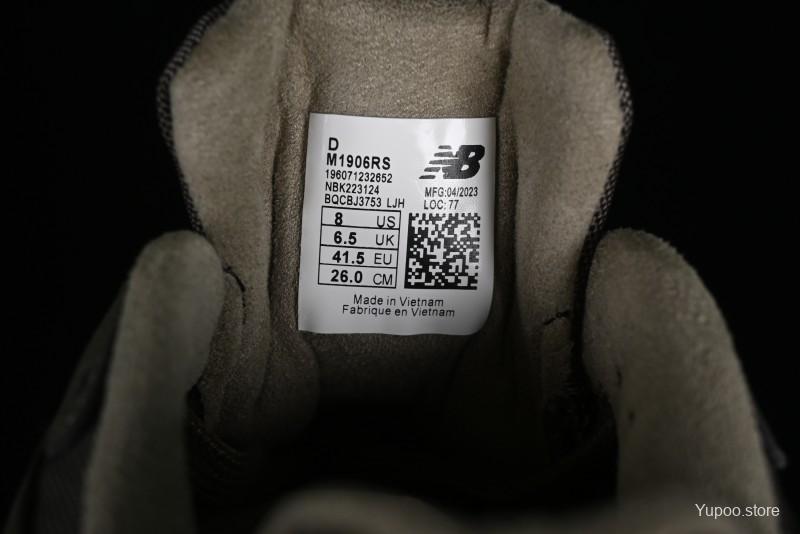 D
M1906RS
196071232652
NBK223124
BQCBJ3753 LJH
NB
MFG:04/2023
LOC: 77
8 US
6.5 UK
41.5 EU
26.0 CM
Made in Vietnam
Fabrique en Vietnam
Yupoo.store